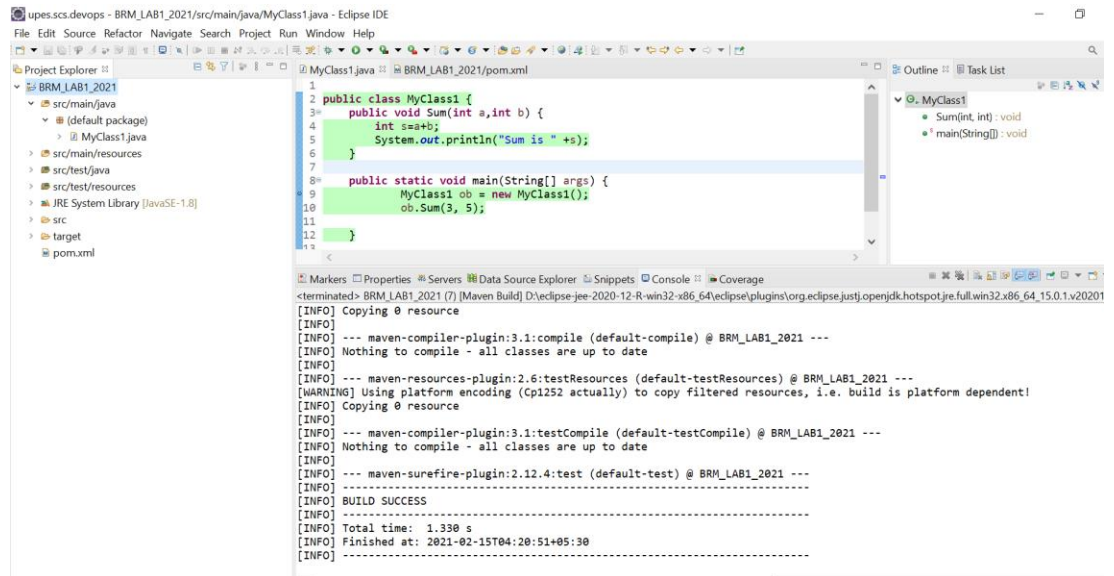 upes.scs.devops - BRM_LAB1_2021/src/main/java/MyClass1.java - Eclipse IDE
File Edit Source Refactor Navigate Search Project Run Window Help
Project Explorer
BRM_LAB1_2021
src/main/java
(default package)
MyClass1.java
src/main/resources
src/test/java
src/test/resources
JRE System Library [JavaSE-1.8]
src
target
pom.xml
MyClass1.java BRM_LAB1_2021/pom.xml
1
2 public class MyClass1 {
3 public void Sum(int a,int b) {
4 int s=a+b;
5 System.out.println("Sum is " +s);
6 }
7
8 public static void main(String[] args) {
9 MyClass1 ob = new MyClass1();
10 ob.Sum(3, 5);
11
12 }
13
Outline Task List
MyClass1
Sum(int, int) : void
main(String[]) : void
Markers Properties Servers Data Source Explorer Snippets Console Coverage
<terminated> BRM_LAB1_2021 (7) [Maven Build] D:\eclipse-jee-2020-12-R-win32-x86_64\eclipse\plugins\org.eclipse.justj.openjdk.hotspot.jre.full.win32.x86_64_15.0.1.v20201
[INFO] Copying 0 resource
[INFO]
[INFO] --- maven-compiler-plugin:3.1:compile (default-compile) @ BRM_LAB1_2021 ---
[INFO] Nothing to compile - all classes are up to date
[INFO]
[INFO] --- maven-resources-plugin:2.6:testResources (default-testResources) @ BRM_LAB1_2021 ---
[WARNING] Using platform encoding (Cp1252 actually) to copy filtered resources, i.e. build is platform dependent!
[INFO] Copying 0 resource
[INFO]
[INFO] --- maven-compiler-plugin:3.1:testCompile (default-testCompile) @ BRM_LAB1_2021 ---
[INFO] Nothing to compile - all classes are up to date
[INFO]
[INFO] --- maven-surefire-plugin:2.12.4:test (default-test) @ BRM_LAB1_2021 ---
[INFO] ------------------------------------------------------------------------
[INFO] BUILD SUCCESS
[INFO] ------------------------------------------------------------------------
[INFO] Total time:  1.330 s
[INFO] Finished at: 2021-02-15T04:20:51+05:30
[INFO] ------------------------------------------------------------------------